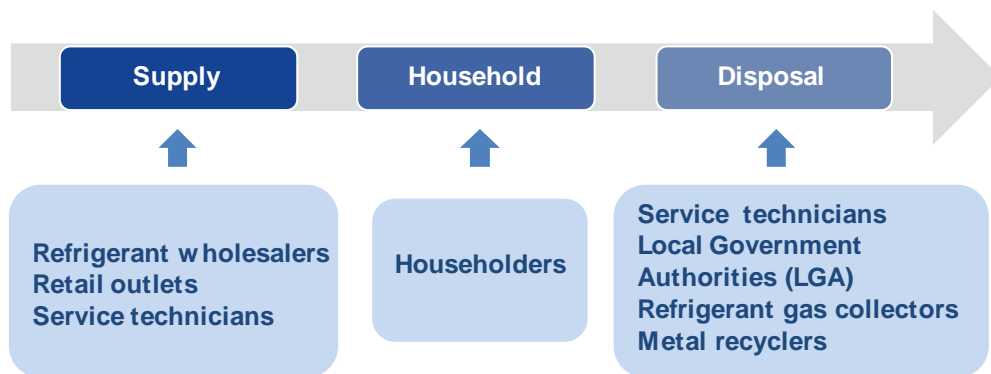 Supply
Household
Disposal
Refrigerant wholesalers
Retail outlets
Service technicians
Householders
Service technicians
Local Government
Authorities (LGA)
Refrigerant gas collectors
Metal recyclers